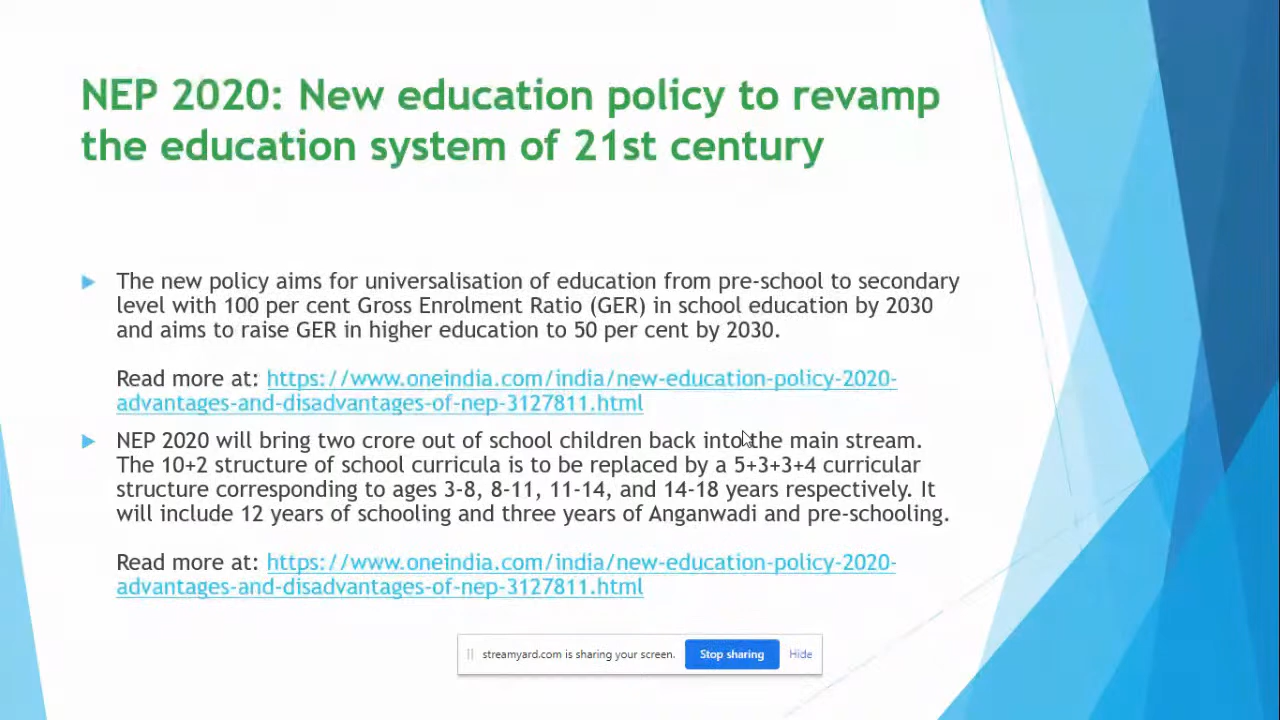 NEP 2020: New education policy to revamp
the education system of 21st century
The new policy aims for universalisation of education from pre-school to secondary
level with 100 per cent Gross Enrolment Ratio (GER) in school education by 2030
and aims to raise GER in higher education to 50 per cent by 2030.
Read more at: https://www.oneindia.com/india/new-education-policy-2020-
advantages-and-disadvantages-of-nep-3127811.html
NEP 2020 will bring two crore out of school children back into the main stream.
The 10+2 structure of school curricula is to be replaced by a 5+3+3+4 curricular
structure corresponding to ages 3-8, 8-11, 11-14, and 14-18 years respectively. It
will include 12 years of schooling and three years of Anganwadi and pre-schooling.
Read more at: https://www.oneindia.com/india/new-education-policy-2020-
advantages-and-disadvantages-of-nep-3127811.html
streamyard.com is sharing your screen. Stop sharing Hide